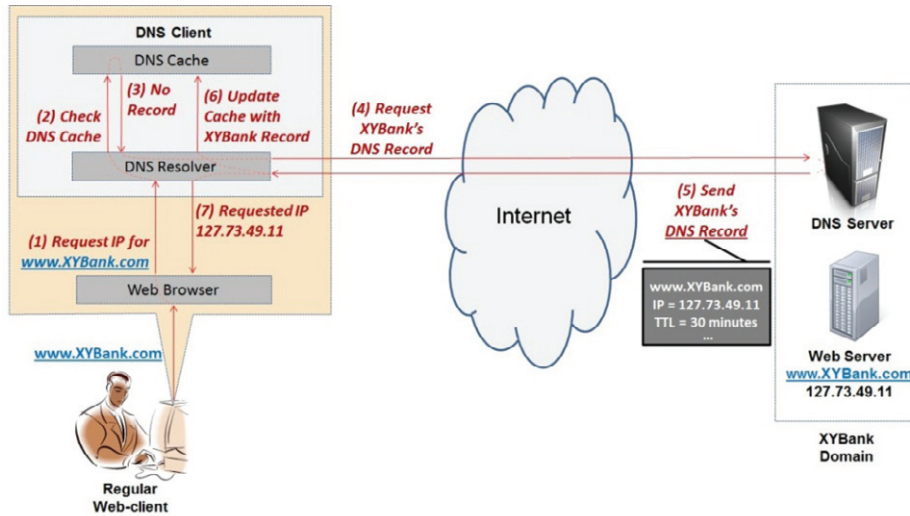 DNS Client
DNS Cache
(2) Check
DNS Cache
(3) No
Record
(6) Update
Cache with
XYBank Record
DNS Resolver
(1) Request IP for
www.XYBank.com
(7) Requested IP
127.73.49.11
Web Browser
www.XYBank.com
Regular
Web-client
(4) Request
XYBank's
DNS Record
Internet
(5) Send
XYBank's
DNS Record
www.XYBank.com
IP = 127.73.49.11
TTL = 30 minutes
...
DNS Server
Web Server
www.XYBank.com
127.73.49.11
XYBank
Domain